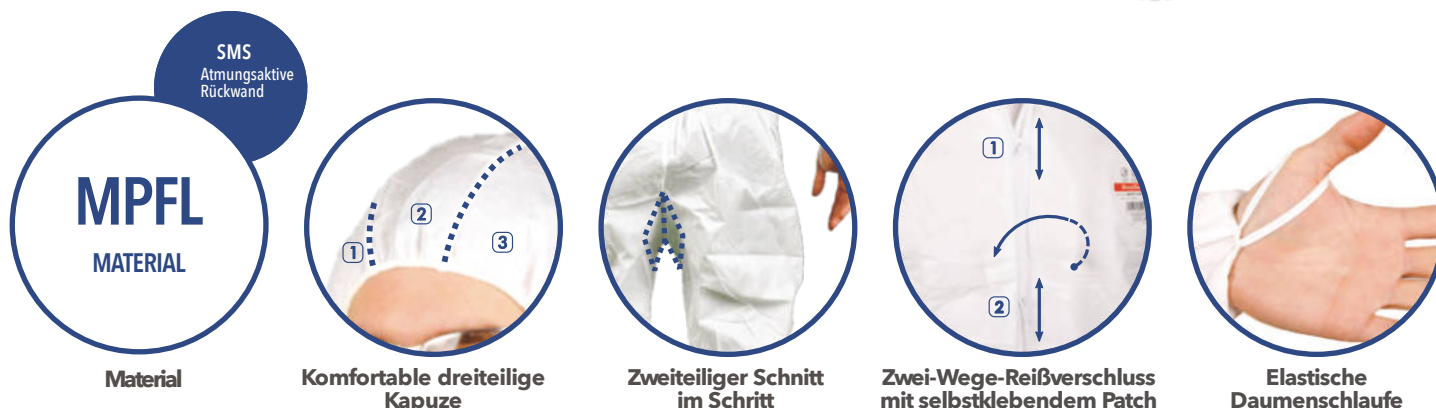 SMS
Atmungsaktive
Rückwand
MPFL
MATERIAL
Material
1
2
3
Komfortable dreiteilige
Kapuze
Zweiteiliger Schnitt
im Schritt
1
2
Zwei-Wege-Reißverschluss
mit selbstklebendem Patch
Elastische
Daumenschlaufe